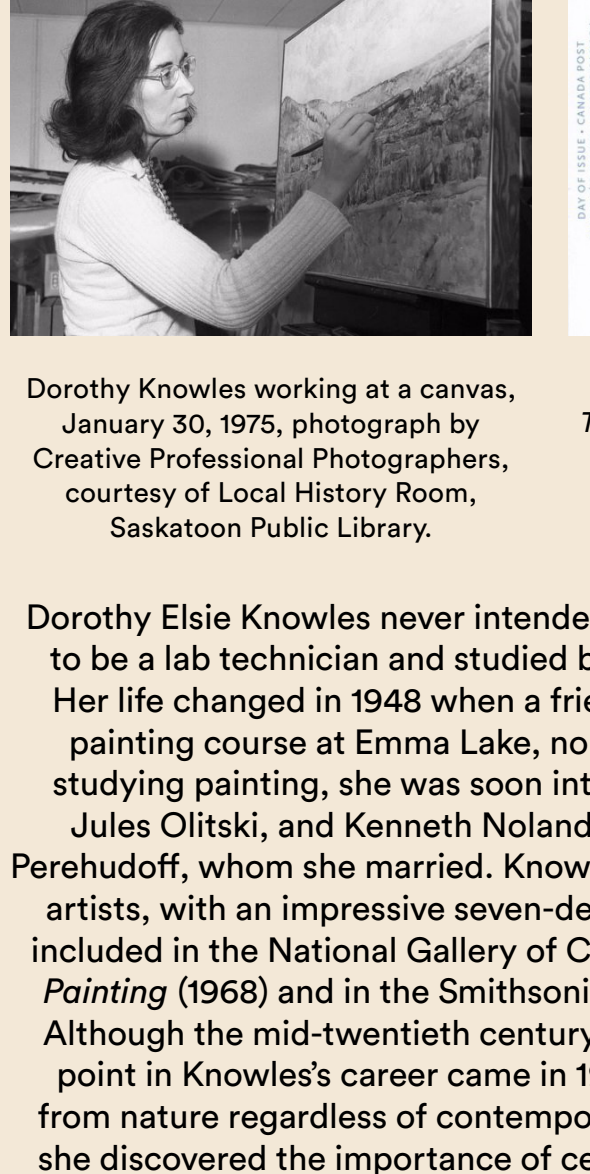 DAY OF ISSUE • CANADA POST
Dorothy Knowles working at a canvas,
January 30, 1975, photograph by
Creative Professional Photographers,
courtesy of Local History Room,
Saskatoon Public Library.
Dorothy Elsie Knowles never intende
to be a lab technician and studied b
Her life changed in 1948 when a frie
painting course at Emma Lake, no
studying painting, she was soon int
Jules Olitski, and Kenneth Noland
Perehudoff, whom she married. Know
artists, with an impressive seven-de
included in the National Gallery of C
Painting (1968) and in the Smithsoni
Although the mid-twentieth century
point in Knowles’s career came in 19
from nature regardless of contempo
she discovered the importance of ce